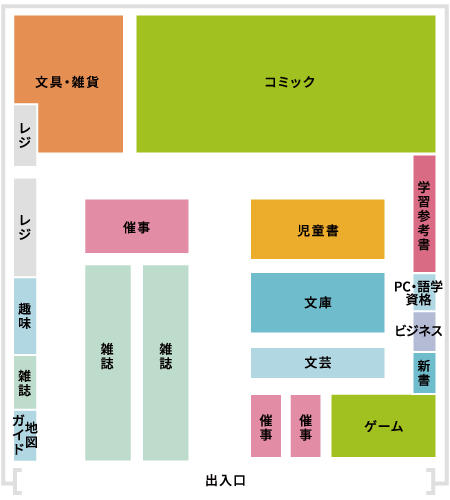 文具・雑貨
コミック
レジ
学習参考書
レジ
催事
児童書
PC・語学
資格
趣味
文庫
ビジネス
雑誌
雑誌
文芸
新書
雑誌
催事
催事
ゲーム
地図
ガイド
出入口